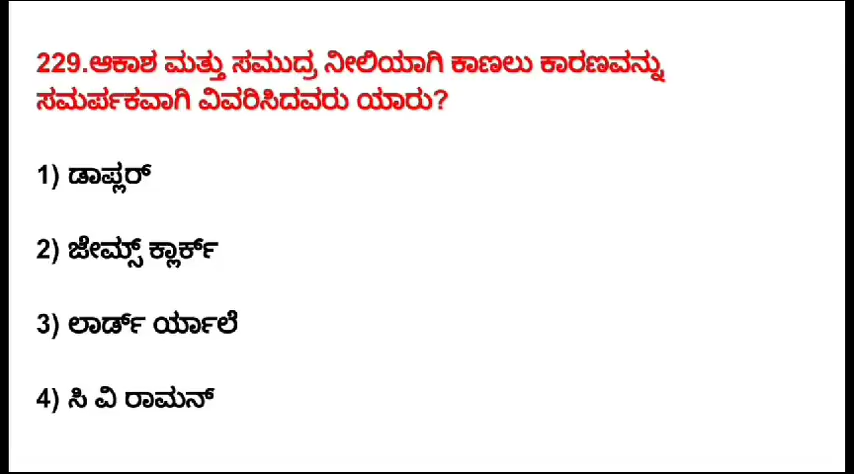 229.ಆಕಾಶ ಮತ್ತು ಸಮುದ್ರ ನೀಲಿಯಾಗಿ ಕಾಣಲು ಕಾರಣವನ್ನು
ಸಮರ್ಪಕವಾಗಿ ವಿವರಿಸಿದವರು ಯಾರು?
1) ಡಾಪ್ಲರ್
2) ಜೇಮ್ಸ್ ಕ್ಲಾರ್ಕ್
3) ಲಾರ್ಡ್ ರ್ಯಾಲೆ
4) ಸಿ ವಿ ರಾಮನ್